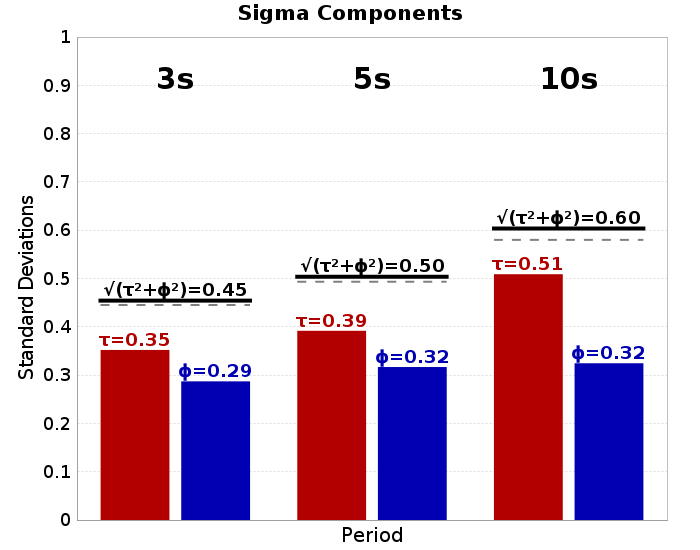 Sigma Components
1
0.9
0.8
0.7
0.6
0.5
0.4
0.3
0.2
0.1
0
Standard Deviations
3s
5s
10s
√(τ²+ϕ²)=0.45
τ=0.35
ϕ=0.29
√(τ²+ϕ²)=0.50
τ=0.39
ϕ=0.32
√(τ²+ϕ²)=0.60
τ=0.51
ϕ=0.32
Period